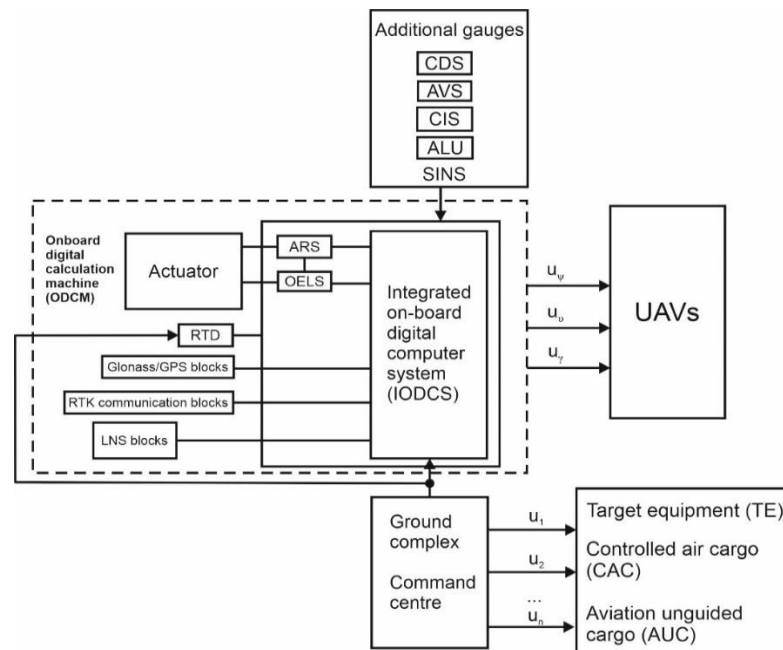 Additional gauges
CDS
AVS
CIS
ALU
SINS
Onboard
digital
calculation
machine
(ODCM)
Actuator
ARS
OELS
Integrated
on-board
digital
computer
system
(IODCS)
RTD
Glonass/GPS blocks
RTK communication blocks
LNS blocks
uψ
uυ
uγ
UAVs
Ground
complex
Command
centre
u₁
u₂
...
uₙ
Target equipment (TE)
Controlled air cargo
(CAC)
Aviation unguided
cargo (AUC)